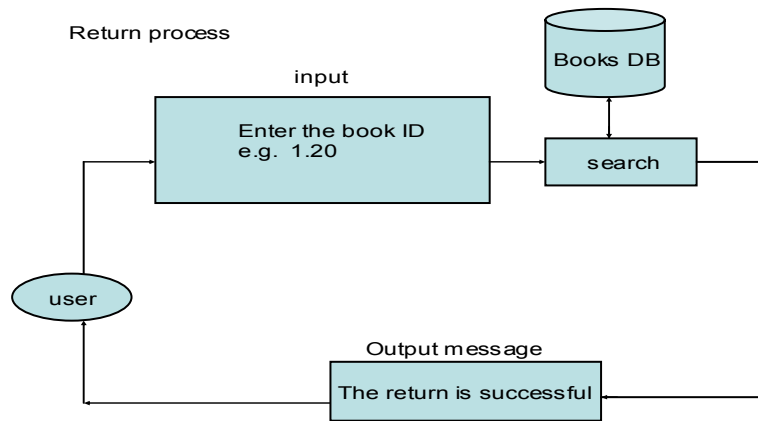 Return process
input
Books DB
Enter the book ID
e.g. 1.20
search
user
Output message
The return is successful